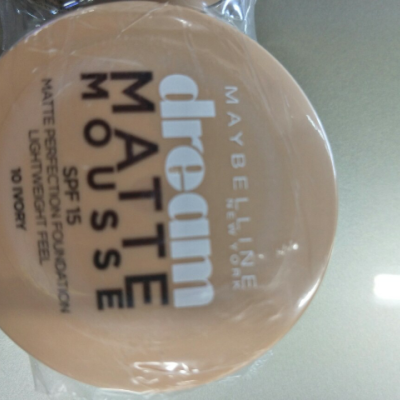 MAYBELLINE
NEW YORK
dream
MATTE
MOUSSE
SPF 15
MATTE PERFECTION FOUNDATION
LIGHTWEIGHT FEEL
10 IVORY